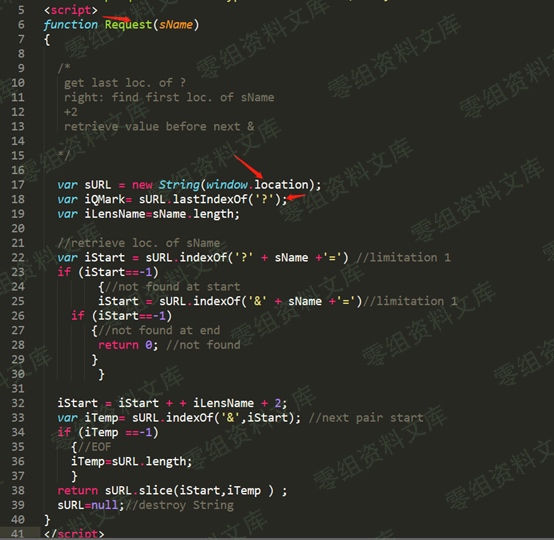 5 <script>
6 function Request(sName)
7 {
8
9 /*
10 get last loc. of ?
11 right: find first loc. of sName
12 +2
13 retrieve value before next &
14
15 */
16
17 var sURL = new String(window.location);
18 var iQMark= sURL.lastIndexOf('?');
19 var iLensName=sName.length;
20
21 //retrieve loc. of sName
22 var iStart = sURL.indexOf('?' + sName +'=') //limitation 1
23 if (iStart==-1)
24 {//not found at start
25 iStart = sURL.indexOf('&' + sName +'=')//limitation 1
26 if (iStart==-1)
27 {//not found at end
28 return 0; //not found
29 }
30 }
31
32 iStart = iStart + + iLensName + 2;
33 var iTemp= sURL.indexOf('&',iStart); //next pair start
34 if (iTemp ==-1)
35 {//EOF
36 iTemp=sURL.length;
37 }
38 return sURL.slice(iStart,iTemp ) ;
39 sURL=null;//destroy String
40 }
41 </script>
零组资料文库